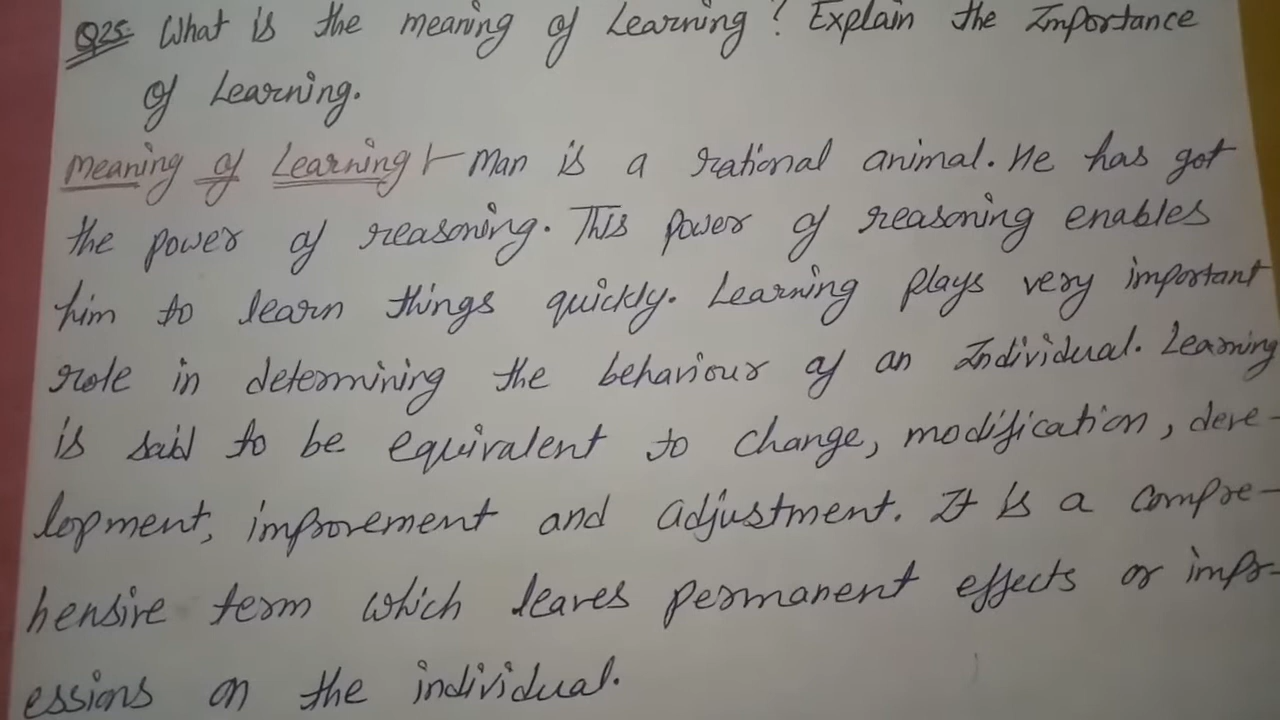 Q25. What is the meaning of Learning? Explain the Importance
of Learning.
Meaning of Learning :- Man is a rational animal. He has got
the power of reasoning. This power of reasoning enables
him to learn things quickly. Learning plays very important
role in determining the behaviour of an Individual. Learning
is said to be equivalent to change, modification, deve-
lopment, improvement and adjustment. It is a compre-
hensive term which leaves permanent effects or impr-
essions on the individual.